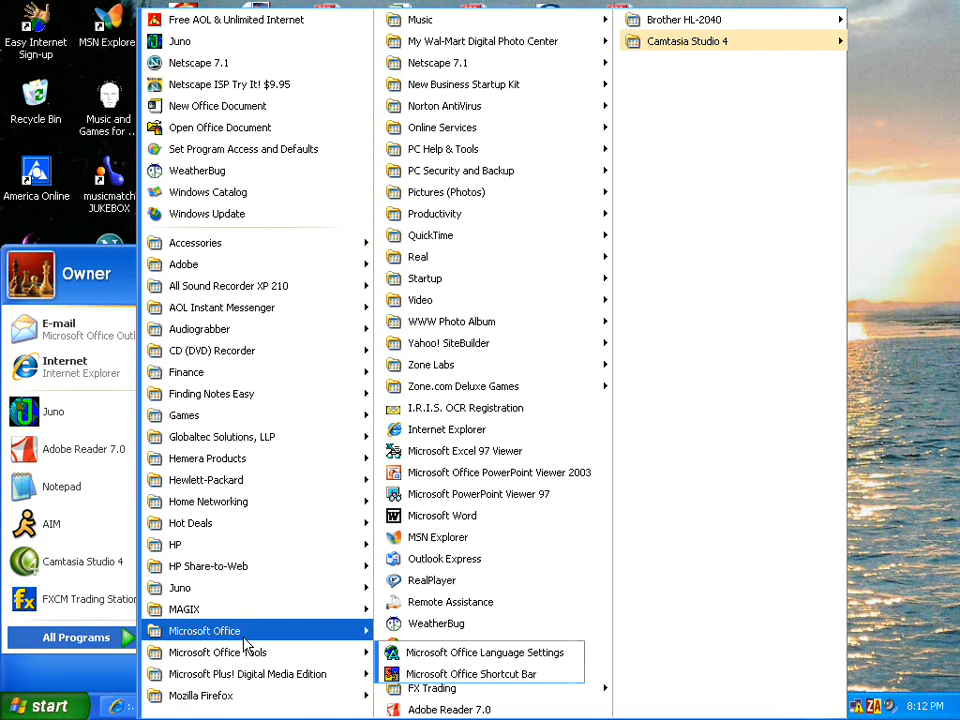 Easy Internet
Sign-up
MSN Explore
Recycle Bin
Music and
Games for ...
America Online
musicmatch
JUKEBOX
Owner
E-mail
Microsoft Office Outl
Internet
Internet Explorer
Juno
Adobe Reader 7.0
Notepad
AIM
Camtasia Studio 4
FXCM Trading Station
All Programs
start
Free AOL & Unlimited Internet
Juno
Netscape 7.1
Netscape ISP Try It! $9.95
New Office Document
Open Office Document
Set Program Access and Defaults
WeatherBug
Windows Catalog
Windows Update
Accessories
Adobe
All Sound Recorder XP 210
AOL Instant Messenger
Audiograbber
CD (DVD) Recorder
Finance
Finding Notes Easy
Games
Globaltec Solutions, LLP
Hemera Products
Hewlett-Packard
Home Networking
Hot Deals
HP
HP Share-to-Web
Juno
MAGIX
Microsoft Office
Microsoft Office Tools
Microsoft Plus! Digital Media Edition
Mozilla Firefox
Music
My Wal-Mart Digital Photo Center
Netscape 7.1
New Business Startup Kit
Norton AntiVirus
Online Services
PC Help & Tools
PC Security and Backup
Pictures (Photos)
Productivity
QuickTime
Real
Startup
Video
WWW Photo Album
Yahoo! SiteBuilder
Zone Labs
Zone.com Deluxe Games
I.R.I.S. OCR Registration
Internet Explorer
Microsoft Excel 97 Viewer
Microsoft Office PowerPoint Viewer 2003
Microsoft PowerPoint Viewer 97
Microsoft Word
MSN Explorer
Outlook Express
RealPlayer
Remote Assistance
WeatherBug
Microsoft Office Language Settings
Microsoft Office Shortcut Bar
FX Trading
Adobe Reader 7.0
Brother HL-2040
Camtasia Studio 4
8:12 PM